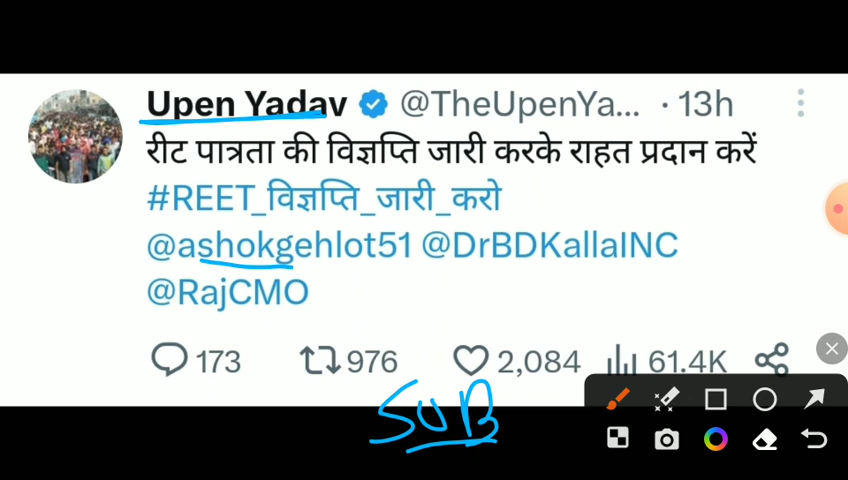 Upen Yadav @TheUpenYa... · 13h
रीट पात्रता की विज्ञप्ति जारी करके राहत प्रदान करें
#REET_विज्ञप्ति_जारी_करो
@ashokgehlot51 @DrBDKallaINC
@RajCMO
173 976 2,084 61.4K
SUB